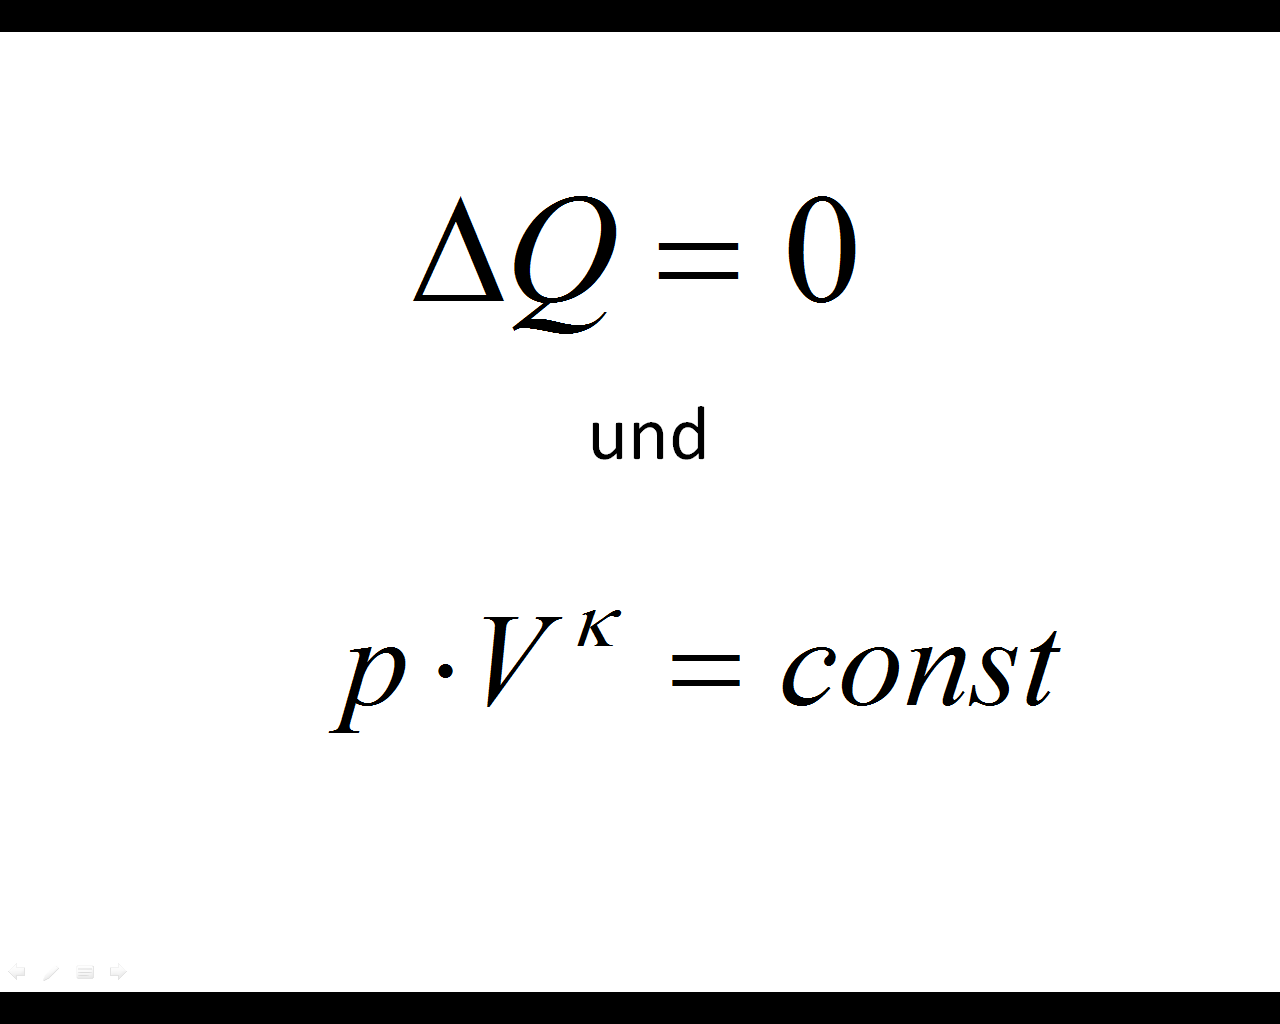 ΔQ = 0
und
p · V^κ = const